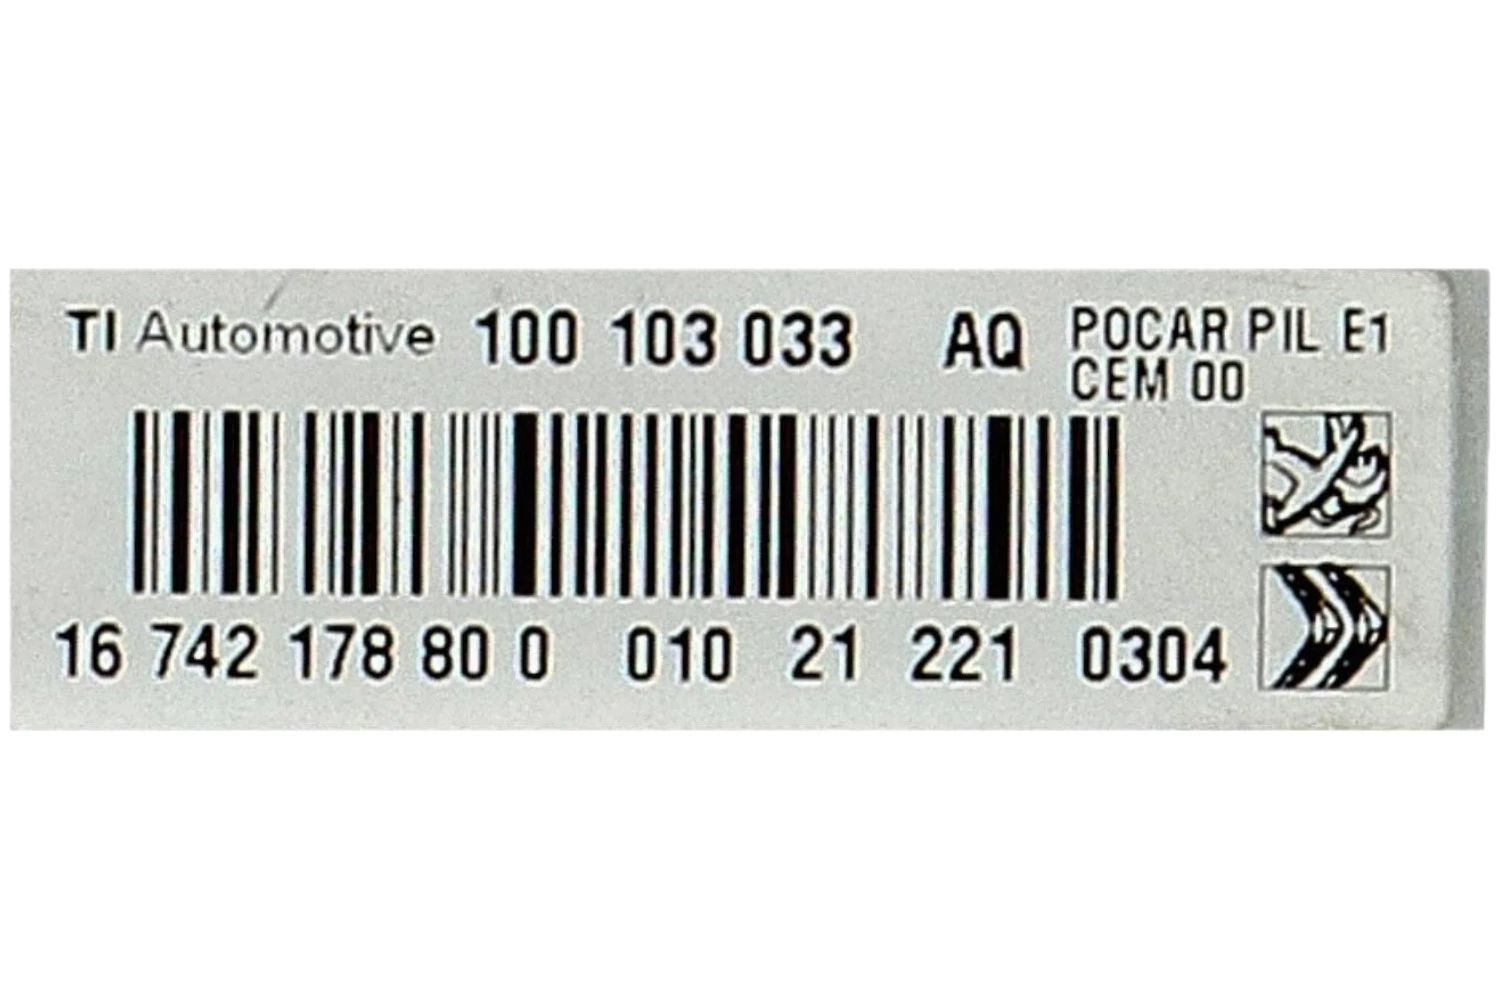 TI Automotive 100 103 033 AQ POCAR PIL E1
CEM 00
16 742 178 80 0 010 21 221 0304